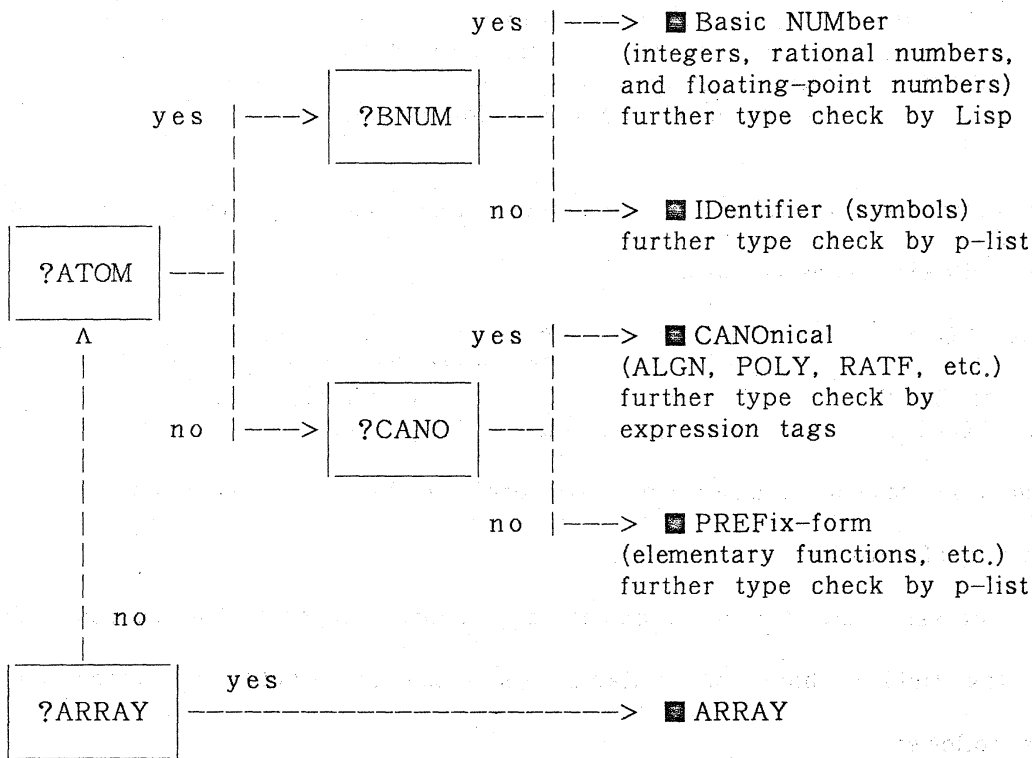 yes |---> ■ Basic NUMber
(integers, rational numbers,
and floating-point numbers)
yes |---> ?BNUM --- further type check by Lisp
no |---> ■ IDentifier (symbols)
further type check by p-list
?ATOM ---
yes |---> ■ CANOnical
(ALGN, POLY, RATF, etc.)
further type check by
no |---> ?CANO --- expression tags
no |---> ■ PREFix-form
(elementary functions, etc.)
further type check by p-list
no
yes
?ARRAY ---> ■ ARRAY